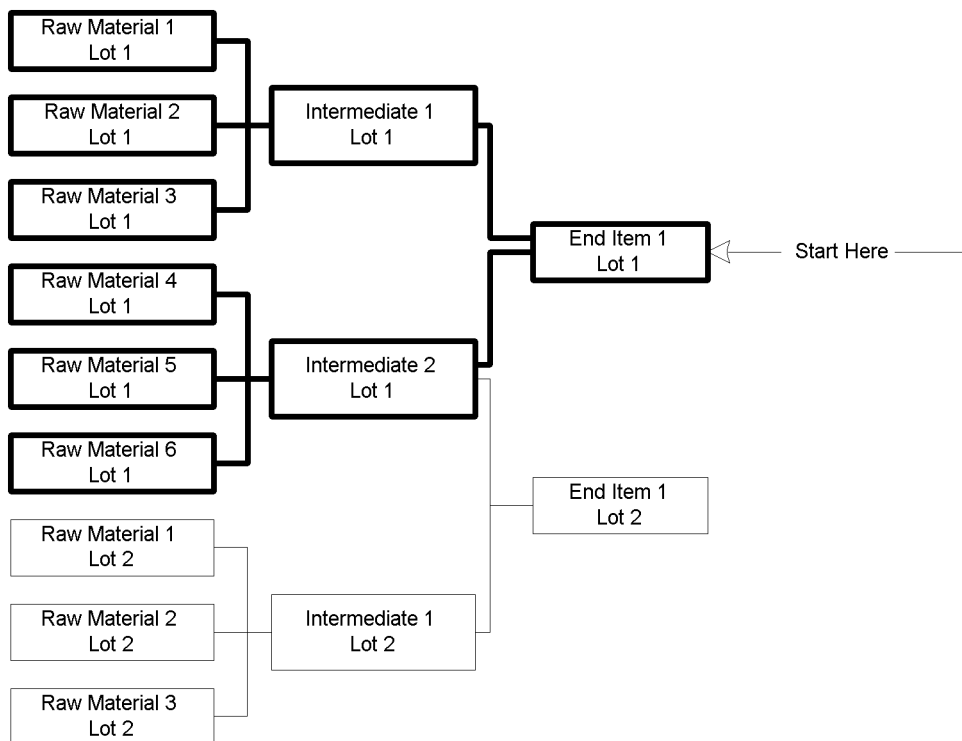 Raw Material 1
Lot 1
Raw Material 2
Lot 1
Raw Material 3
Lot 1
Raw Material 4
Lot 1
Raw Material 5
Lot 1
Raw Material 6
Lot 1
Raw Material 1
Lot 2
Raw Material 2
Lot 2
Raw Material 3
Lot 2
Intermediate 1
Lot 1
Intermediate 2
Lot 1
Intermediate 1
Lot 2
End Item 1
Lot 1
End Item 1
Lot 2
Start Here